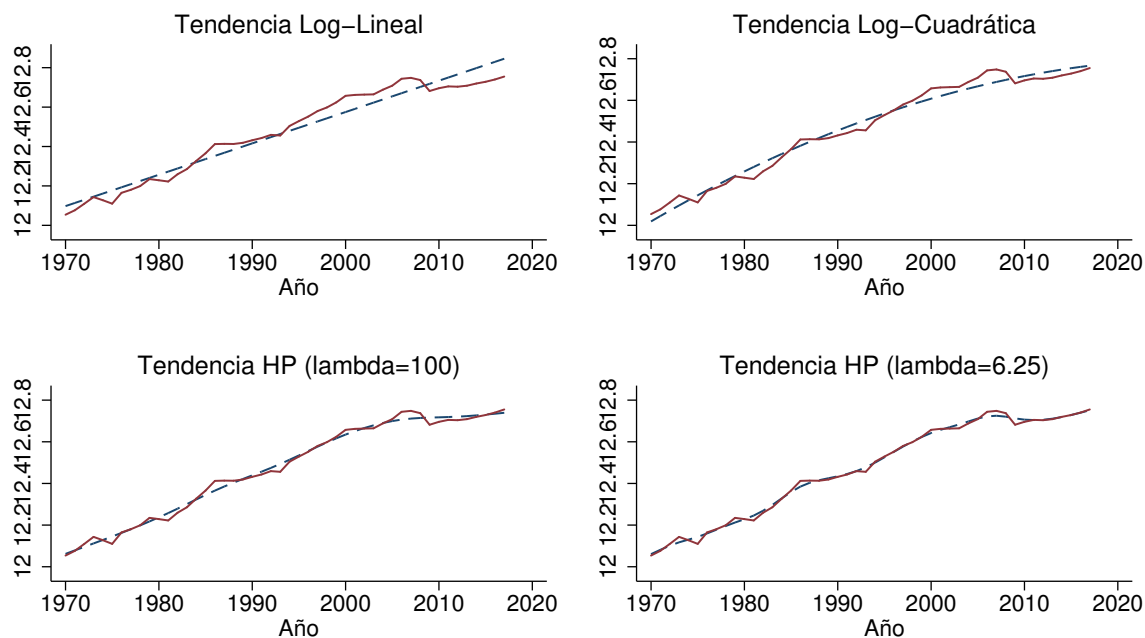 Tendencia Log−Lineal
12 12.2 12.4 12.6 12.8
1970 1980 1990 2000 2010 2020
Año
Tendencia Log−Cuadrática
12 12.2 12.4 12.6 12.8
1970 1980 1990 2000 2010 2020
Año
Tendencia HP (lambda=100)
12 12.2 12.4 12.6 12.8
1970 1980 1990 2000 2010 2020
Año
Tendencia HP (lambda=6.25)
12 12.2 12.4 12.6 12.8
1970 1980 1990 2000 2010 2020
Año